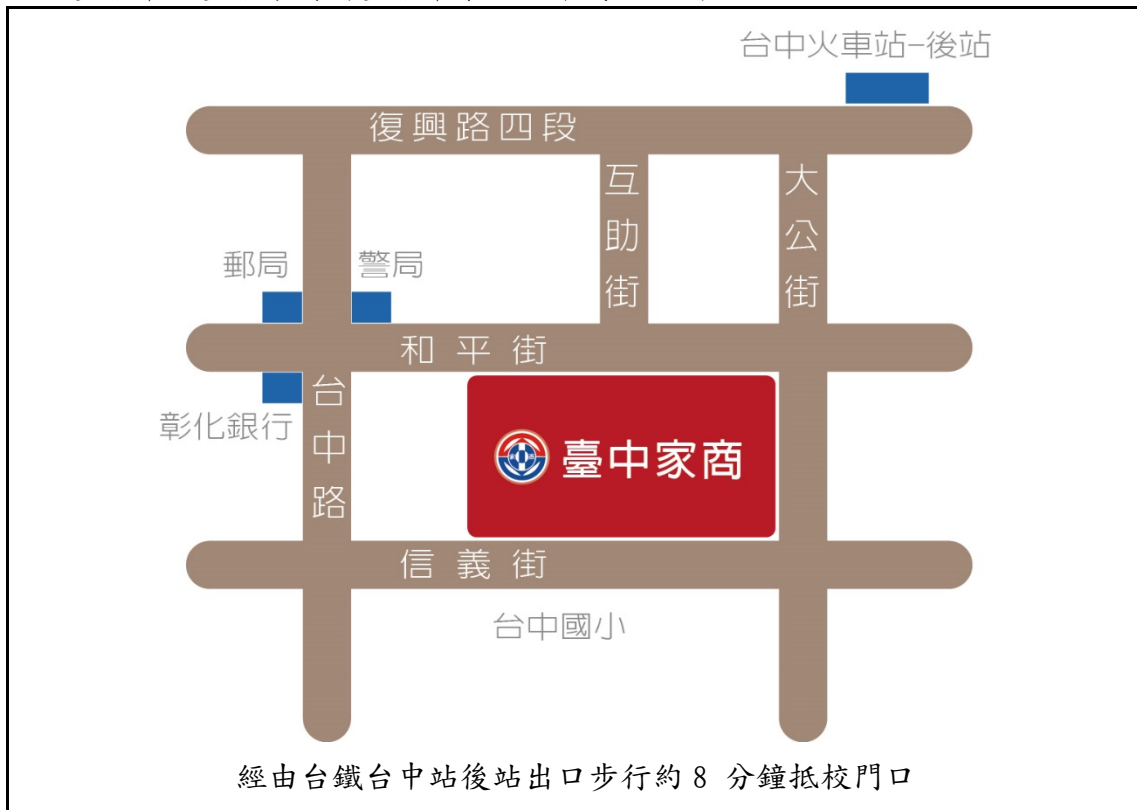 台中火車站-後站
復興路四段
互助街
大公街
郵局
警局
和平街
台中路
彰化銀行
臺中家商
信義街
台中國小
經由台鐵台中站後站出口步行約 8 分鐘抵校門口